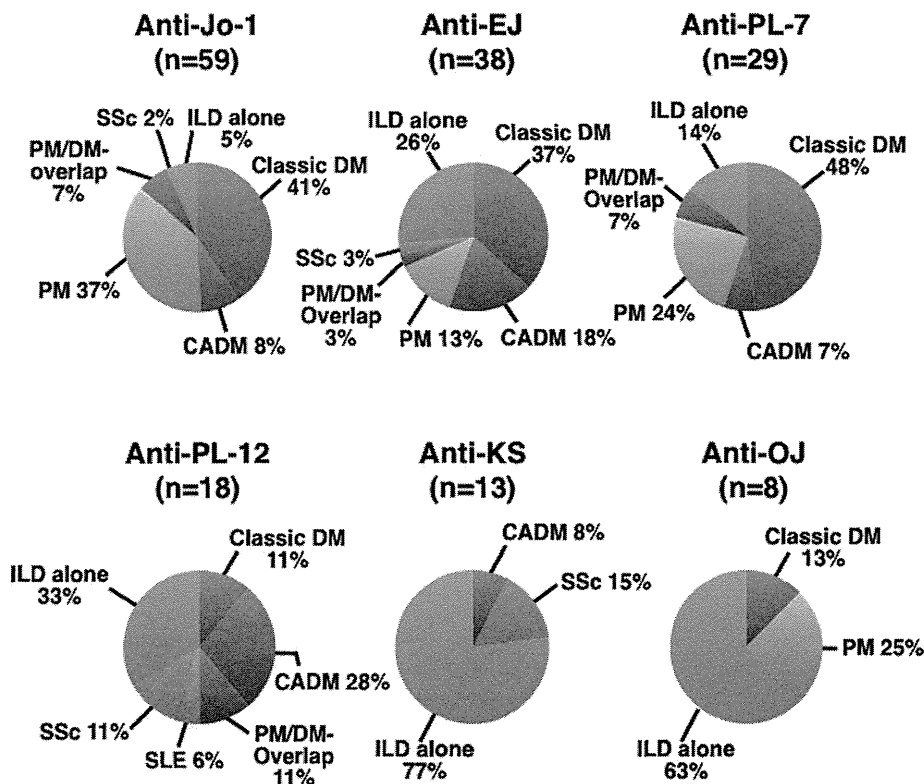 Anti-Jo-1
(n=59)
SSc 2%
ILD alone
5%
PM/DM-
overlap
7%
Classic DM
41%
PM 37%
CADM 8%
Anti-EJ
(n=38)
ILD alone
26%
Classic DM
37%
SSc 3%
PM/DM-
Overlap
3%
PM 13%
CADM 18%
Anti-PL-7
(n=29)
ILD alone
14%
Classic DM
48%
PM/DM-
Overlap
7%
PM 24%
CADM 7%
Anti-PL-12
(n=18)
Classic DM
11%
ILD alone
33%
CADM 28%
SSc 11%
SLE 6%
PM/DM-
Overlap
11%
Anti-KS
(n=13)
CADM 8%
SSc 15%
ILD alone
77%
Anti-OJ
(n=8)
Classic DM
13%
PM 25%
ILD alone
63%